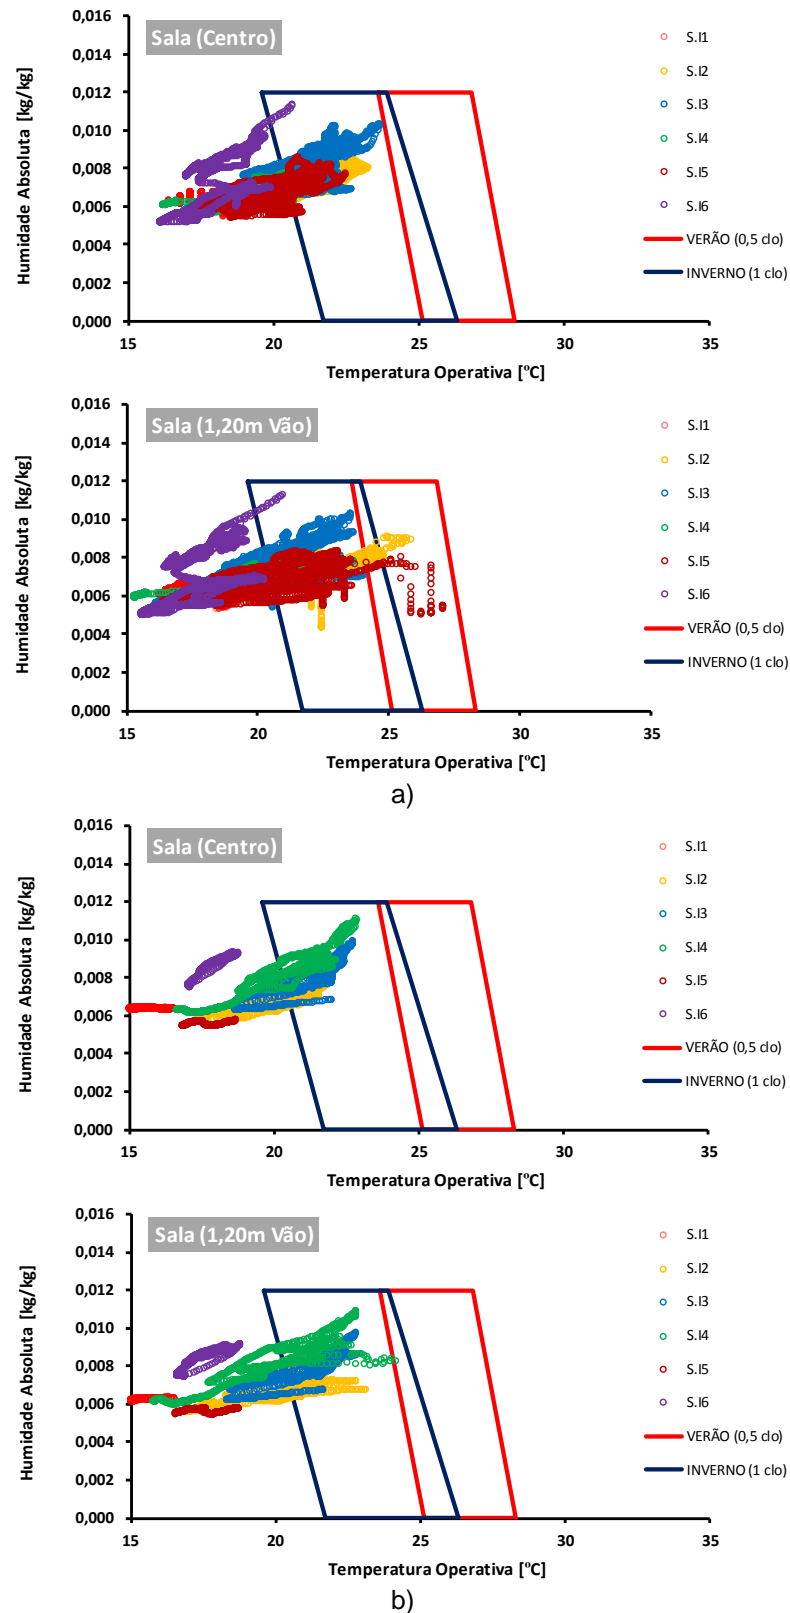 Sala (Centro)
Humidade Absoluta [kg/kg]
0,016
0,014
0,012
0,010
0,008
0,006
0,004
0,002
0,000
15
20
25
30
35
Temperatura Operativa [ºC]
S.I1
S.I2
S.I3
S.I4
S.I5
S.I6
VERÃO (0,5 clo)
INVERNO (1 clo)
Sala (1,20m Vão)
Humidade Absoluta [kg/kg]
0,016
0,014
0,012
0,010
0,008
0,006
0,004
0,002
0,000
15
20
25
30
35
Temperatura Operativa [ºC]
S.I1
S.I2
S.I3
S.I4
S.I5
S.I6
VERÃO (0,5 clo)
INVERNO (1 clo)
a)
Sala (Centro)
Humidade Absoluta [kg/kg]
0,016
0,014
0,012
0,010
0,008
0,006
0,004
0,002
0,000
15
20
25
30
35
Temperatura Operativa [ºC]
S.I1
S.I2
S.I3
S.I4
S.I5
S.I6
VERÃO (0,5 clo)
INVERNO (1 clo)
Sala (1,20m Vão)
Humidade Absoluta [kg/kg]
0,016
0,014
0,012
0,010
0,008
0,006
0,004
0,002
0,000
15
20
25
30
35
Temperatura Operativa [ºC]
S.I1
S.I2
S.I3
S.I4
S.I5
S.I6
VERÃO (0,5 clo)
INVERNO (1 clo)
b)